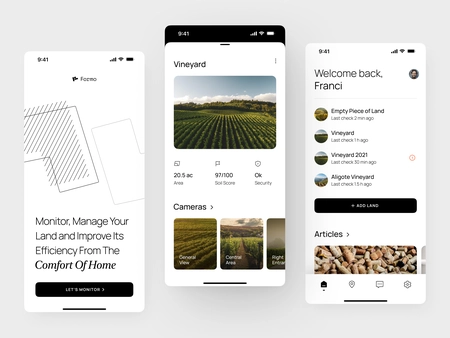 9:41
Fazmo
Monitor, Manage Your
Land and Improve Its
Efficiency From The
Comfort Of Home
LET'S MONITOR >
9:41
Vineyard
20.5 ac
Area
97/100
Soil Score
Ok
Security
Cameras >
General
View
Central
Area
Right
Entran
9:41
Welcome back,
Franci
Empty Piece of Land
Last check 2 min ago
Vineyard
Last check 1 h ago
Vineyard 2021
Last check 30 min ago
Aligote Vineyard
Last check 1.5 h ago
+ ADD LAND
Articles >